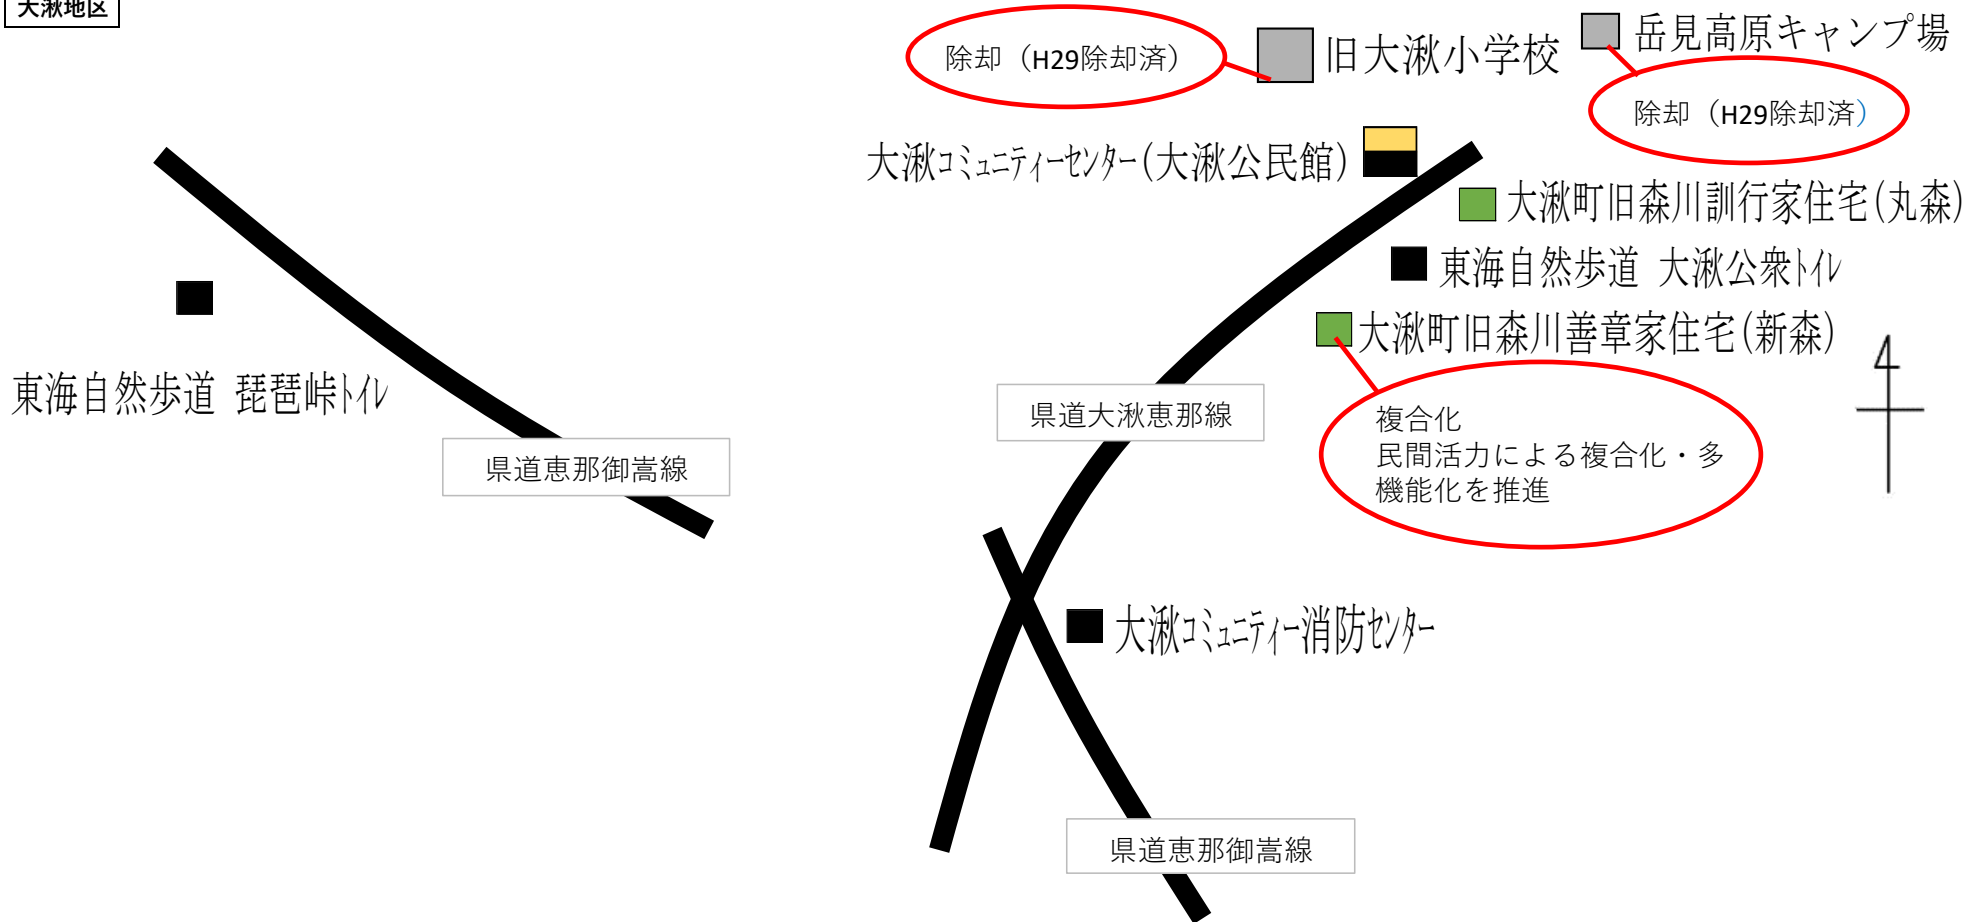 大湫地区
除却（H29除却済）
旧大湫小学校
岳見高原キャンプ場
除却（H29除却済）
大湫ｺﾐｭﾆﾃｨｰｾﾝﾀｰ(大湫公民館)
大湫町旧森川訓行家住宅(丸森)
東海自然歩道 大湫公衆ﾄｲﾚ
大湫町旧森川善章家住宅(新森)
東海自然歩道 琵琶峠ﾄｲﾚ
県道大湫恵那線
複合化
民間活力による複合化・多
機能化を推進
県道恵那御嵩線
大湫ｺﾐｭﾆﾃｨｰ消防ｾﾝﾀｰ
県道恵那御嵩線